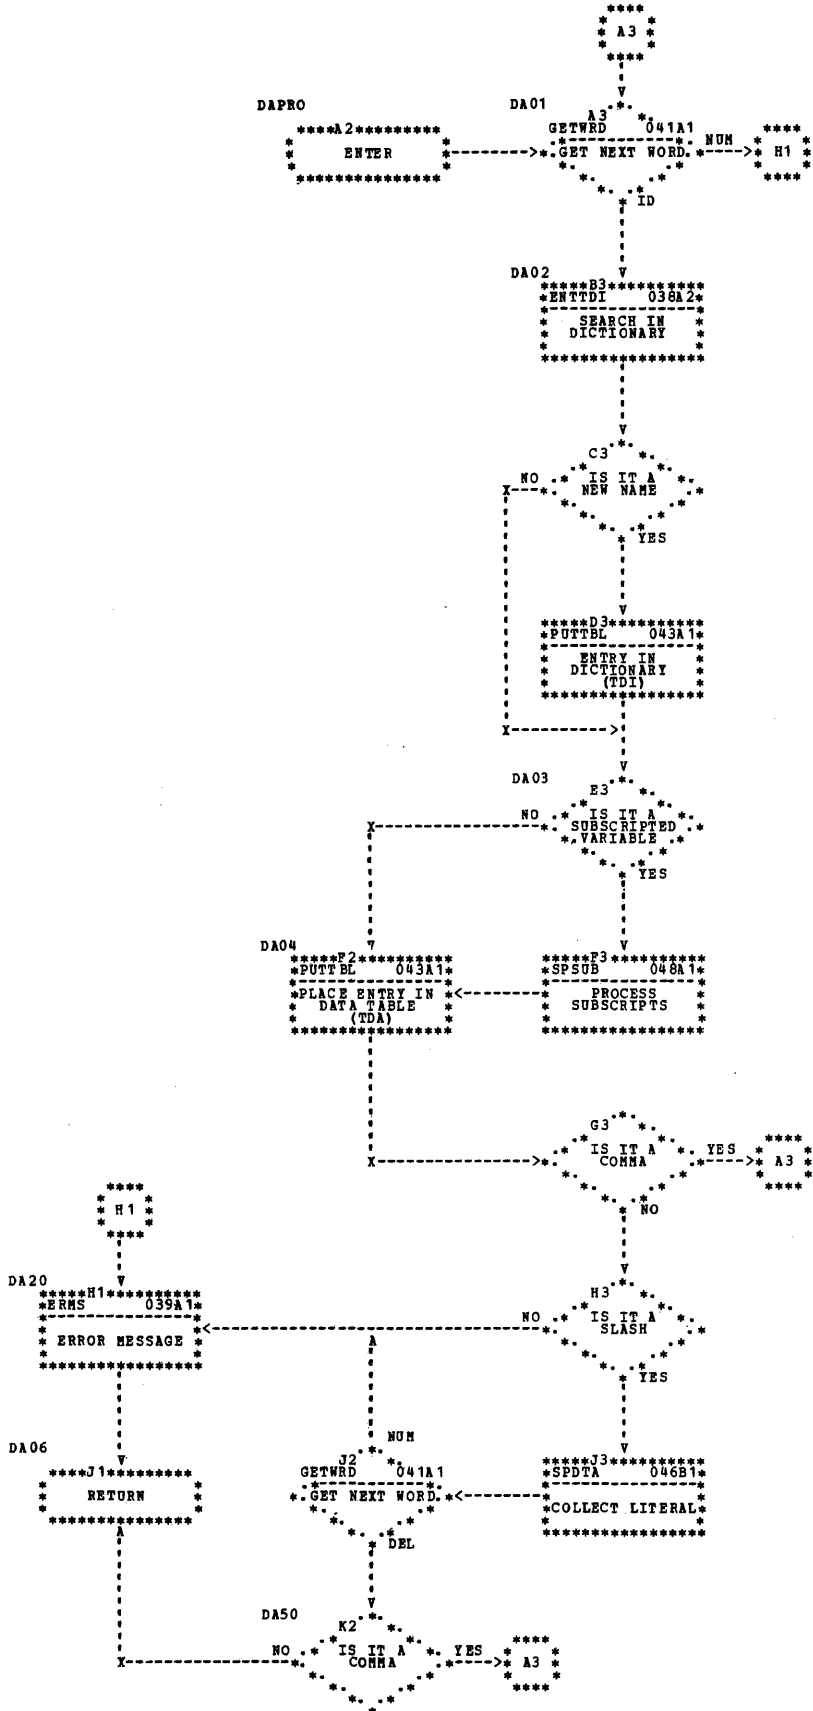 A3
DAPRO DA01
A2 A3
GETWRD 041A1
ENTER GET NEXT WORD NUM H1
ID
DA02
B3
ENTTDI 038A2
SEARCH IN
DICTIONARY
C3
NO IS IT A
NEW NAME
YES
D3
PUTTBL 043A1
ENTRY IN
DICTIONARY
(TDI)
DA03
E3
NO IS IT A
SUBSCRIPTED
VARIABLE
YES
DA04
F2 F3
PUTTBL 043A1 SPSUB 048A1
PLACE ENTRY IN PROCESS
DATA TABLE SUBSCRIPTS
(TDA)
G3
IS IT A YES
COMMA A3
NO
H1
DA20
H1 H3
ERMS 039A1 NO IS IT A
SLASH
ERROR MESSAGE
YES
NUM
DA06
J1 J2 J3
GETWRD 041A1 SPDTA 046B1
RETURN GET NEXT WORD
COLLECT LITERAL
DEL
DA50
K2
NO IS IT A YES
COMMA A3